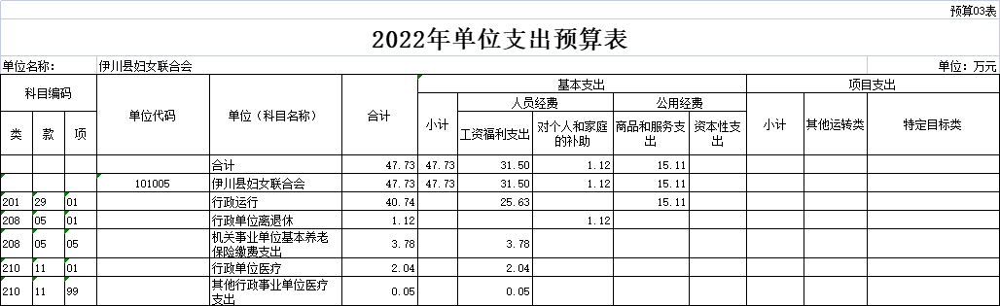 预算03表
2022年单位支出预算表
单位名称： 伊川县妇女联合会 单位：万元
科目编码 单位代码 单位（科目名称） 合计 基本支出 项目支出
小计 人员经费 公用经费 小计 其他运转类 特定目标类
类 款 项 工资福利支出 对个人和家庭的补助 商品和服务支出 资本性支出
合计 47.73 47.73 31.50 1.12 15.11
101005 伊川县妇女联合会 47.73 47.73 31.50 1.12 15.11
201 29 01 行政运行 40.74 25.63 15.11
208 05 01 行政单位离退休 1.12 1.12
208 05 05 机关事业单位基本养老保险缴费支出 3.78 3.78
210 11 01 行政单位医疗 2.04 2.04
210 11 99 其他行政事业单位医疗支出 0.05 0.05